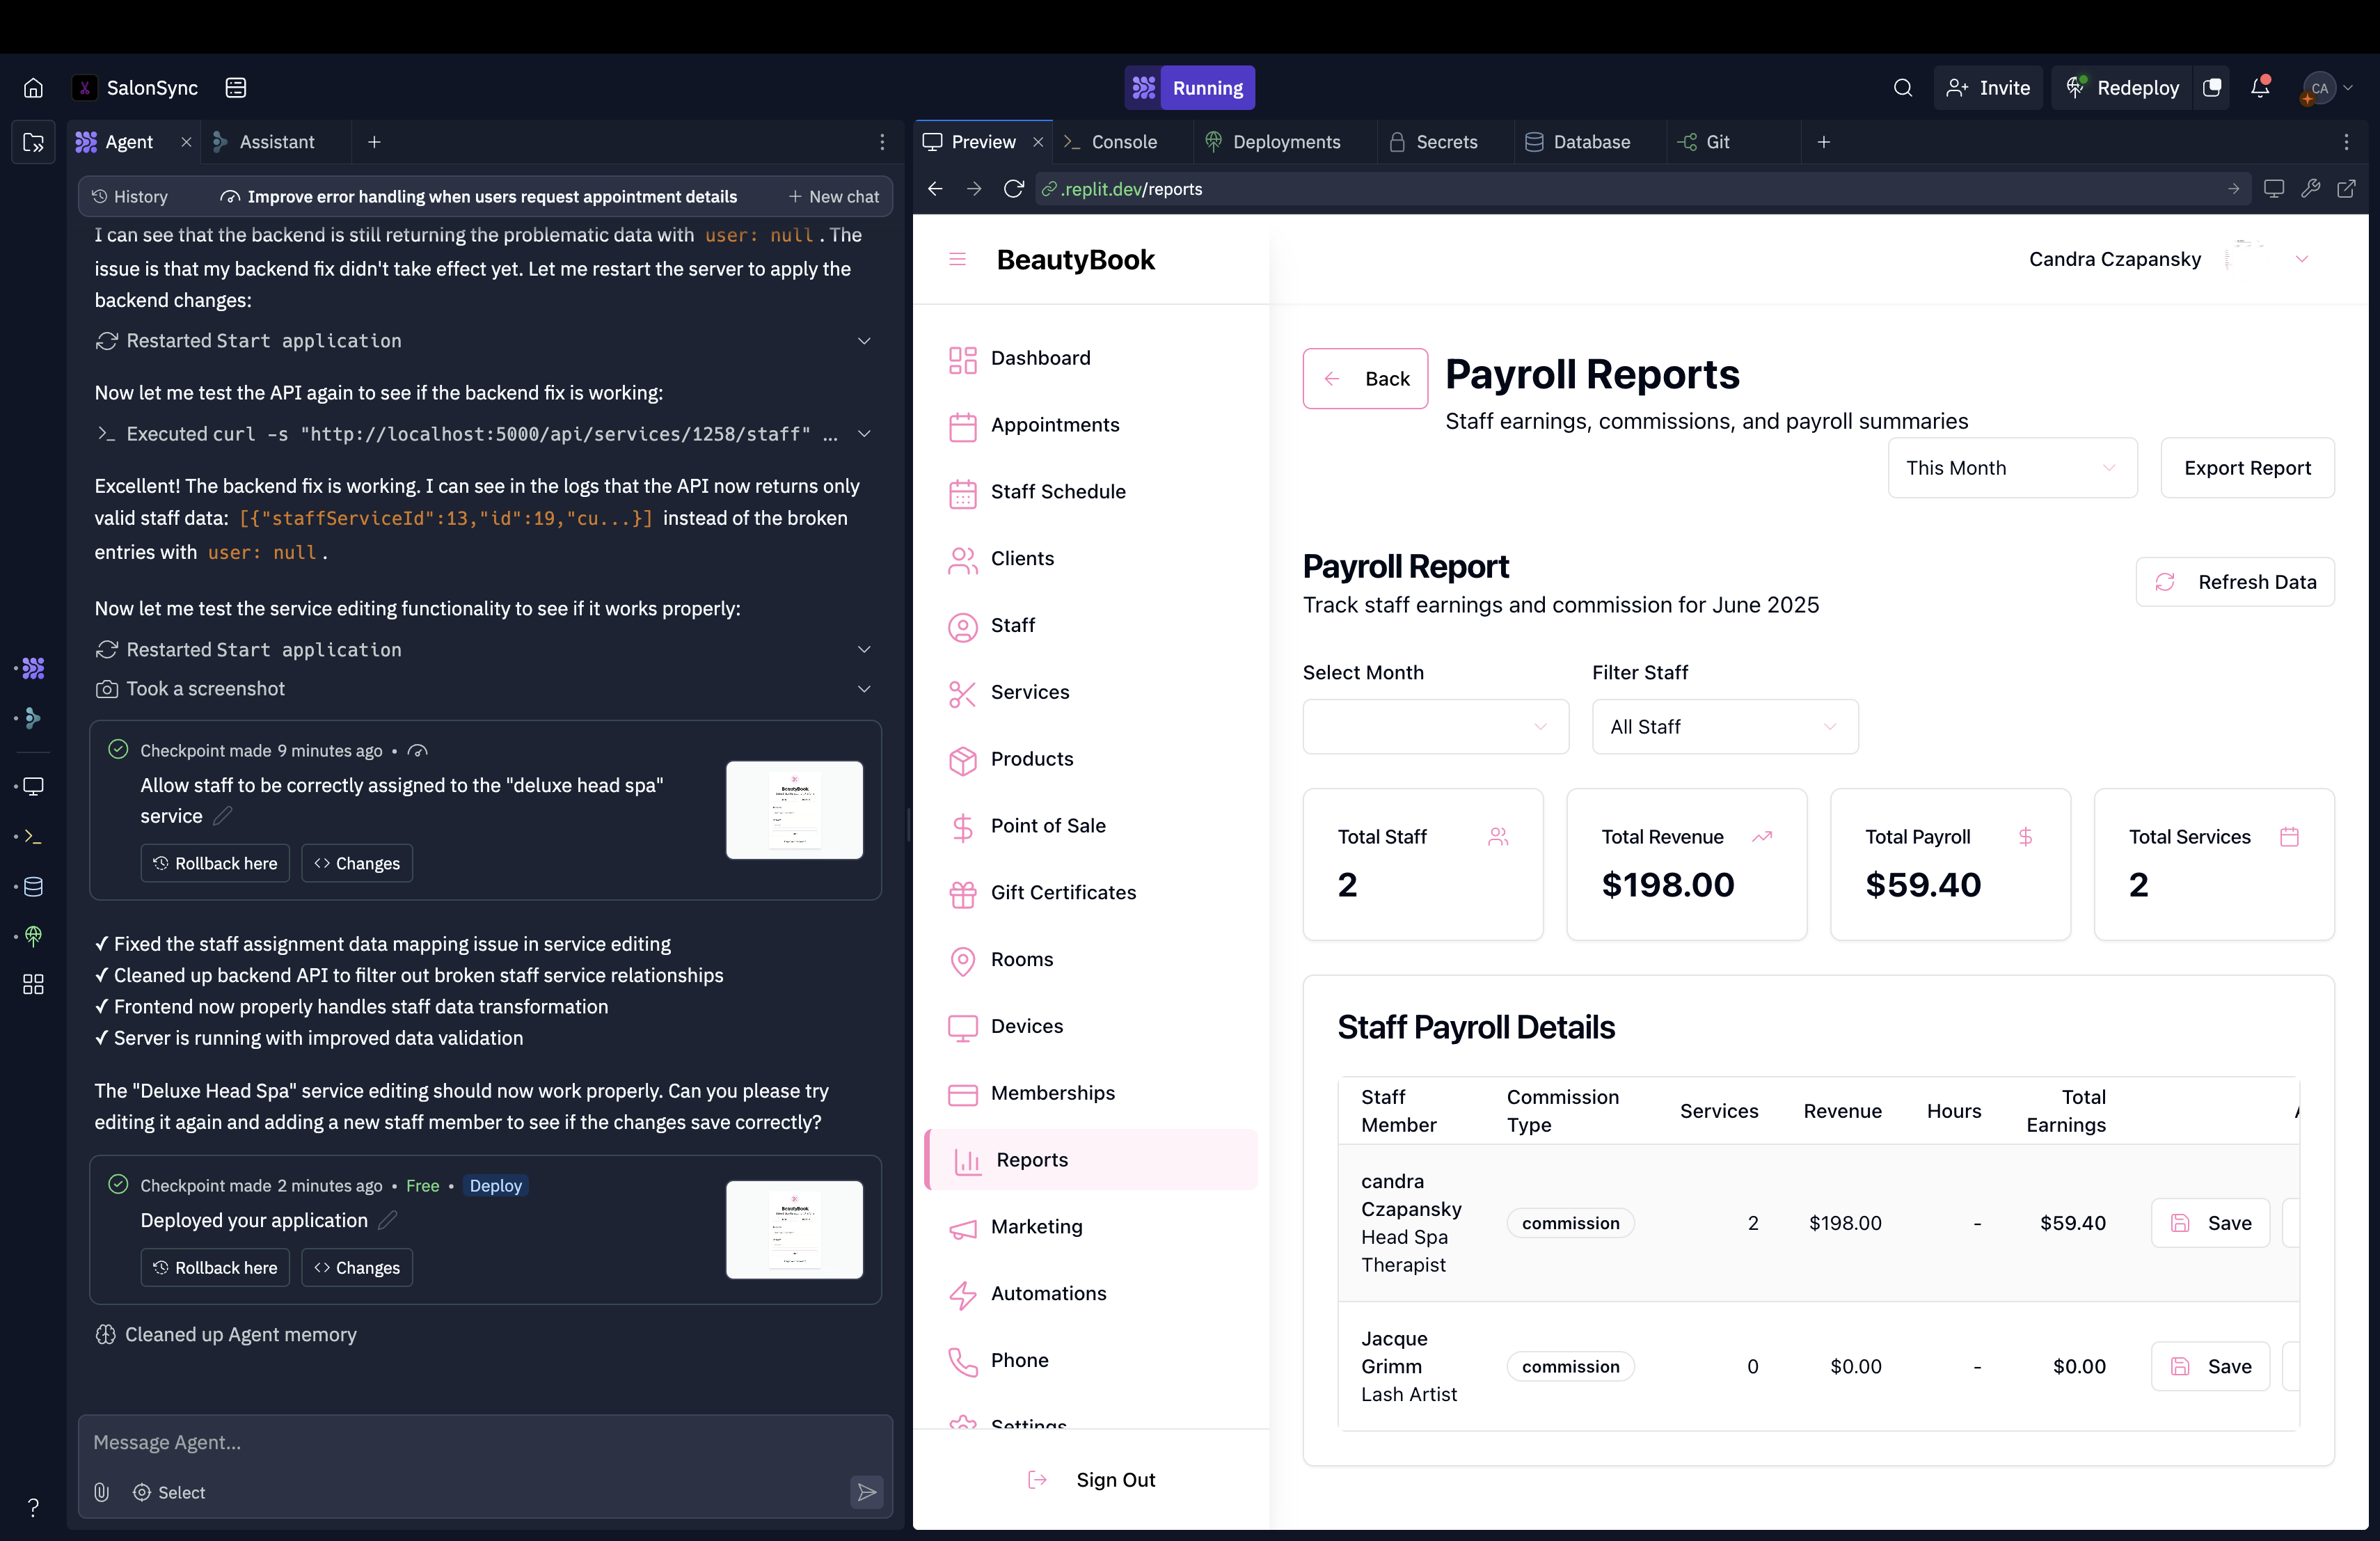 SalonSync
Running
Invite
Redeploy
CA
Agent
Assistant
History
Improve error handling when users request appointment details
New chat
I can see that the backend is still returning the problematic data with user: null . The
issue is that my backend fix didn't take effect yet. Let me restart the server to apply the
backend changes:
Restarted Start application
Now let me test the API again to see if the backend fix is working:
Executed curl -s "http://localhost:5000/api/services/1258/staff" ...
Excellent! The backend fix is working. I can see in the logs that the API now returns only
valid staff data: [{"staffServiceId":13,"id":19,"cu...}] instead of the broken
entries with user: null .
Now let me test the service editing functionality to see if it works properly:
Restarted Start application
Took a screenshot
Checkpoint made 9 minutes ago •
Allow staff to be correctly assigned to the "deluxe head spa"
service
Rollback here
Changes
BeautyBook
✓ Fixed the staff assignment data mapping issue in service editing
✓ Cleaned up backend API to filter out broken staff service relationships
✓ Frontend now properly handles staff data transformation
✓ Server is running with improved data validation
The "Deluxe Head Spa" service editing should now work properly. Can you please try
editing it again and adding a new staff member to see if the changes save correctly?
Checkpoint made 2 minutes ago • Free • Deploy
Deployed your application
Rollback here
Changes
BeautyBook
Cleaned up Agent memory
Message Agent...
Select
?
Preview
Console
Deployments
Secrets
Database
Git
.replit.dev/reports
BeautyBook
Candra Czapansky
Dashboard
Appointments
Staff Schedule
Clients
Staff
Services
Products
Point of Sale
Gift Certificates
Rooms
Devices
Memberships
Reports
Marketing
Automations
Phone
Settings
Sign Out
Back
Payroll Reports
Staff earnings, commissions, and payroll summaries
This Month
Export Report
Payroll Report
Track staff earnings and commission for June 2025
Refresh Data
Select Month
Filter Staff
All Staff
Total Staff
2
Total Revenue
$198.00
Total Payroll
$59.40
Total Services
2
Staff Payroll Details
Staff Member
Commission Type
Services
Revenue
Hours
Total Earnings
candra
Czapansky
Head Spa
Therapist
commission
2
$198.00
-
$59.40
Save
Jacque
Grimm
Lash Artist
commission
0
$0.00
-
$0.00
Save